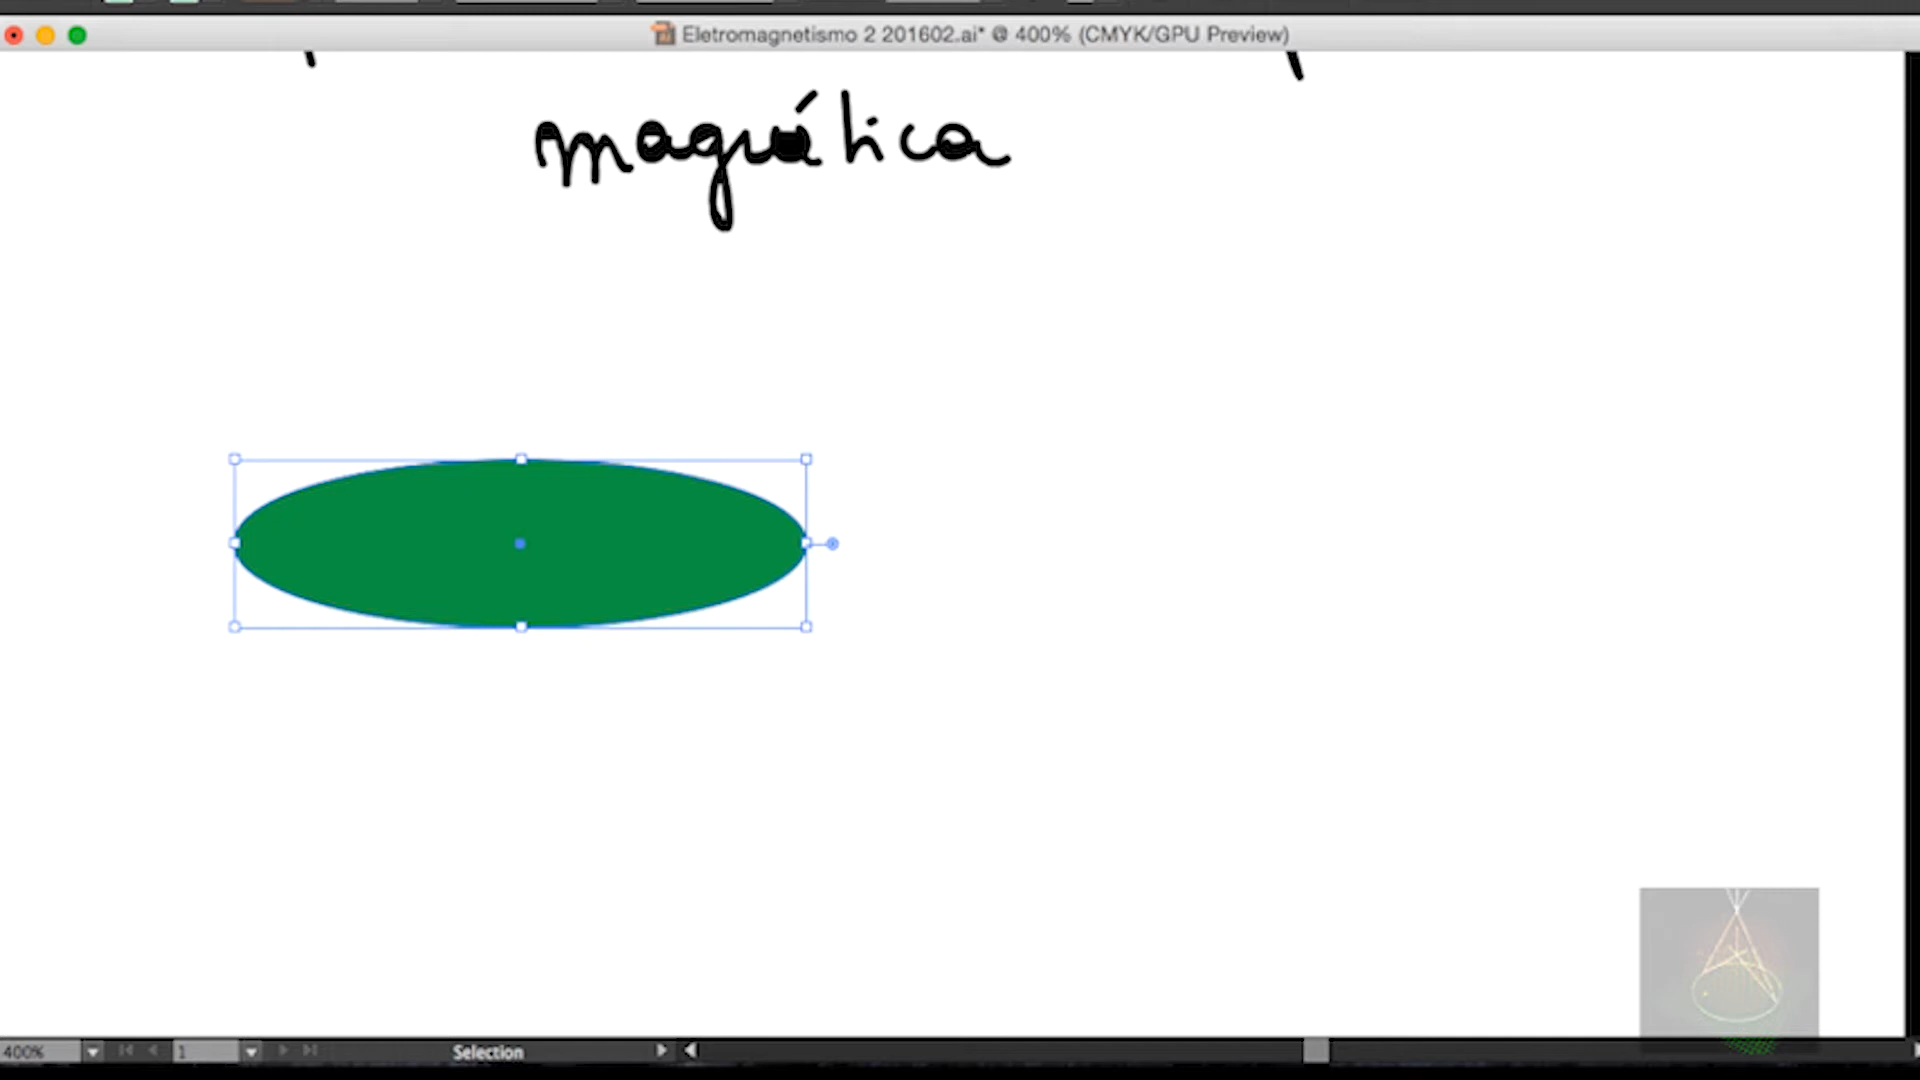 Eletromagnetismo 2 201602.ai* @ 400% (CMYK/GPU Preview)
magnética
400%
1
Selection